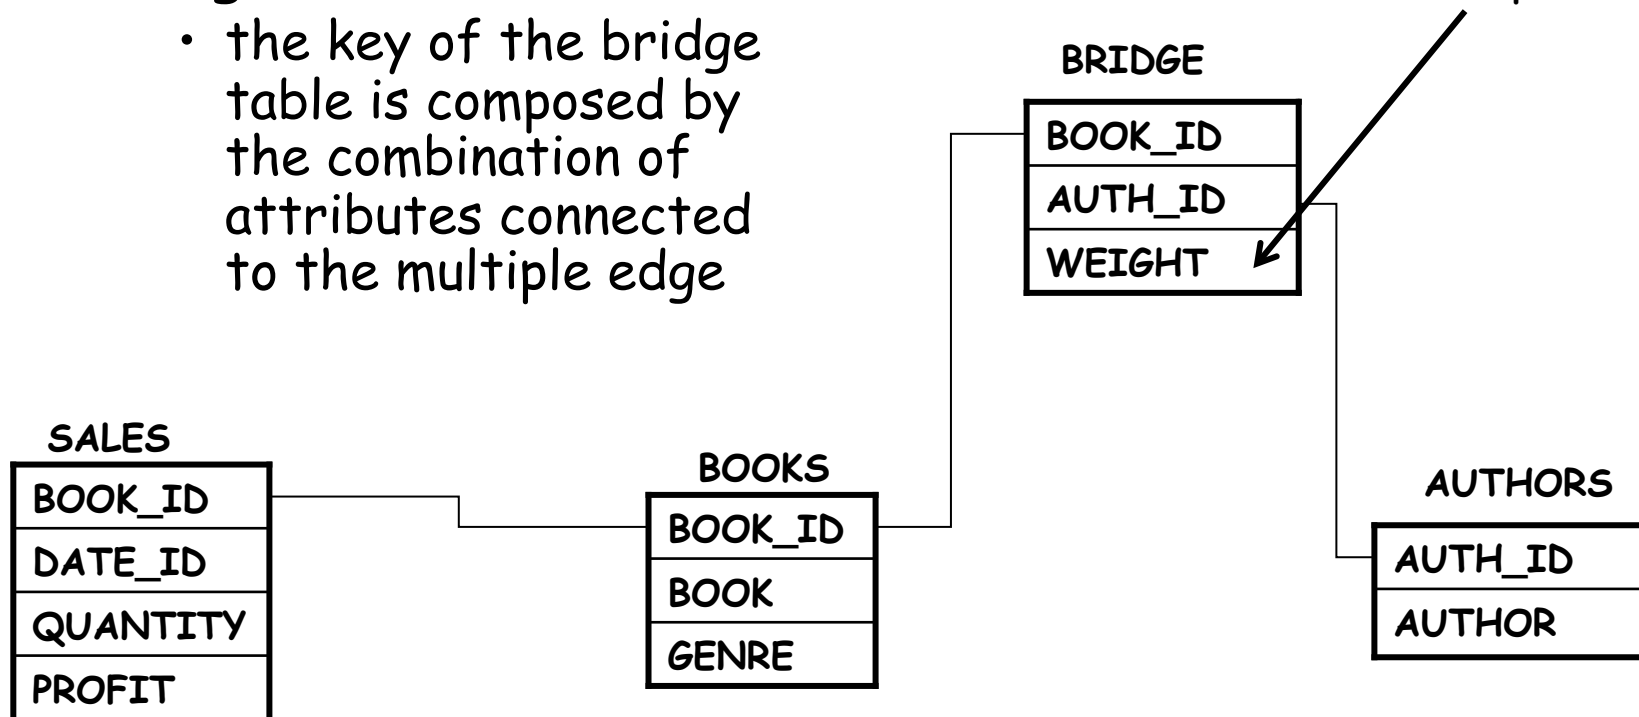 • the key of the bridge
table is composed by
the combination of
attributes connected
to the multiple edge
BRIDGE
BOOK_ID
AUTH_ID
WEIGHT
SALES
BOOK_ID
DATE_ID
QUANTITY
PROFIT
BOOKS
BOOK_ID
BOOK
GENRE
AUTHORS
AUTH_ID
AUTHOR